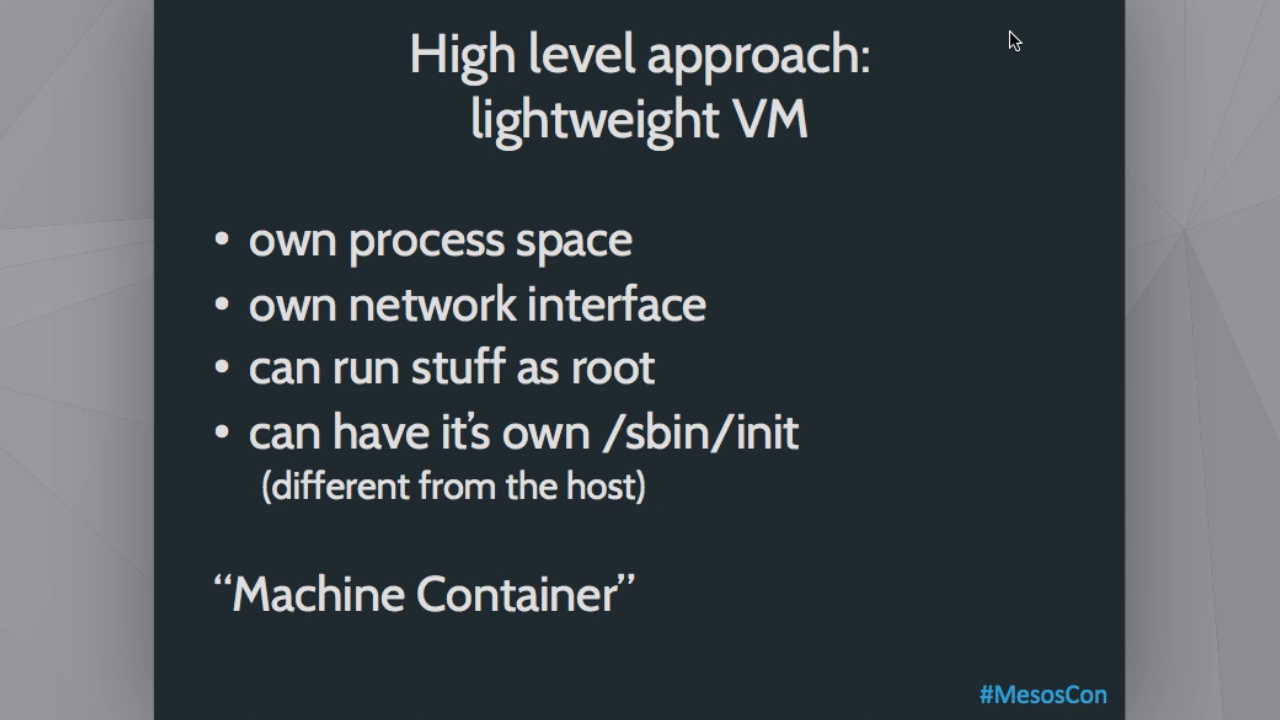 High level approach:
lightweight VM
• own process space
• own network interface
• can run stuff as root
• can have it’s own /sbin/init
(different from the host)
“Machine Container”
#MesosCon